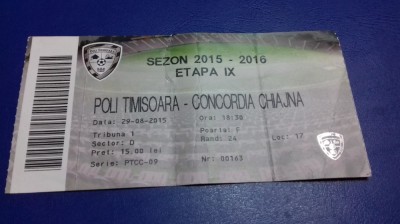 SEZON 2015 - 2016
ETAPA IX
POLI TIMISOARA - CONCORDIA CHIAJNA
Data: 29-08-2015 Ora: 18:30
Tribuna 1 Poarta: F
Sector: D Rand: 24 Loc: 17
Pret: 15.00 lei
Serie: PTCC-09 Nr: 00163